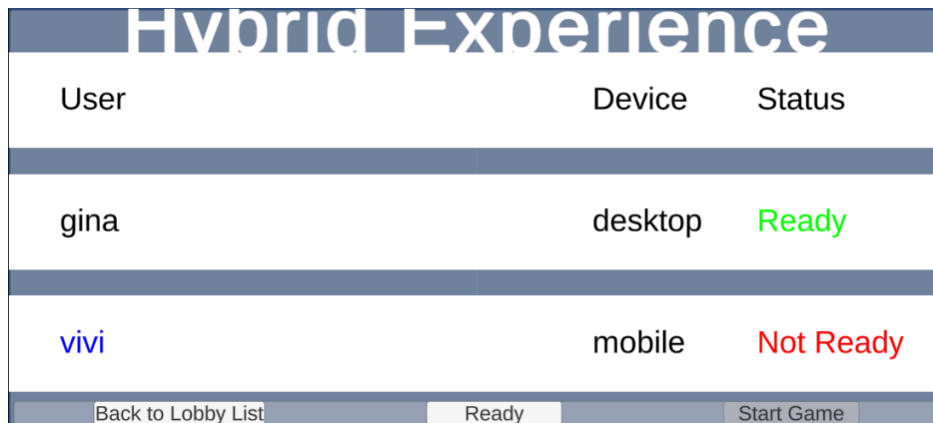 Hybrid Experience
User Device Status
gina desktop Ready
vivi mobile Not Ready
Back to Lobby List Ready Start Game